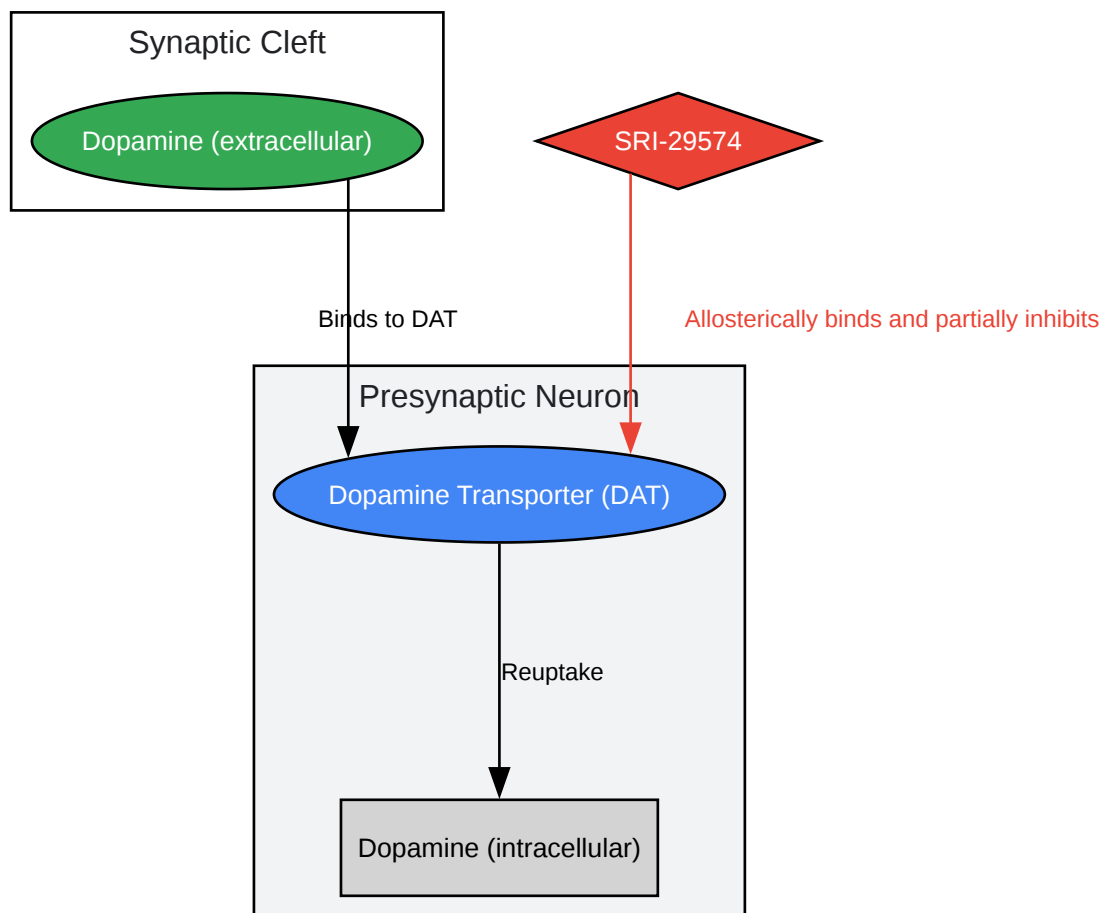 Synaptic Cleft
Dopamine (extracellular)
SRI-29574
Binds to DAT
Allosterically binds and partially inhibits
Presynaptic Neuron
Dopamine Transporter (DAT)
Reuptake
Dopamine (intracellular)